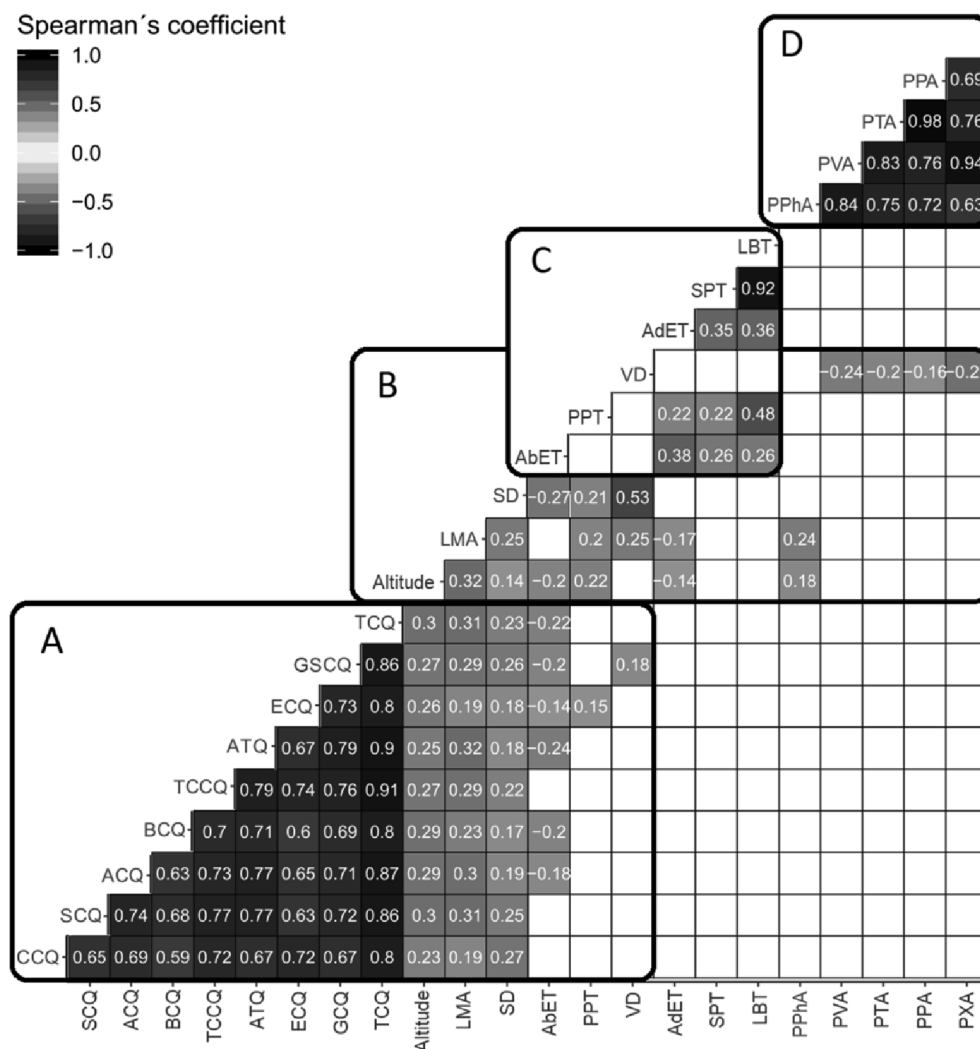 Spearman´s coefficient
1.0
0.5
0.0
−0.5
−1.0
D
PPA 0.69
PTA 0.98 0.76
PVA 0.83 0.76 0.94
PPhA 0.84 0.75 0.72 0.63
C
LBT
SPT 0.92
AdET 0.35 0.36
B
VD −0.24 −0.2 −0.16 −0.2
PPT 0.22 0.22 0.48
AbET 0.38 0.26 0.26
SD −0.27 0.21 0.53
LMA 0.25 0.2 0.25 −0.17 0.24
Altitude 0.32 0.14 −0.2 0.22 −0.14 0.18
A
TCQ 0.3 0.31 0.23 −0.22
GSCQ 0.86 0.27 0.29 0.26 −0.2 0.18
ECQ 0.73 0.8 0.26 0.19 0.18 −0.14 0.15
ATQ 0.67 0.79 0.9 0.25 0.32 0.18 −0.24
TCCQ 0.79 0.74 0.76 0.91 0.27 0.29 0.22
BCQ 0.7 0.71 0.6 0.69 0.8 0.29 0.23 0.17 −0.2
ACQ 0.63 0.73 0.77 0.65 0.71 0.87 0.29 0.3 0.19 −0.18
SCQ 0.74 0.68 0.77 0.77 0.63 0.72 0.86 0.3 0.31 0.25
CCQ 0.65 0.69 0.59 0.72 0.67 0.72 0.67 0.8 0.23 0.19 0.27
SCQ ACQ BCQ TCCQ ATQ ECQ GCQ TCQ Altitude LMA SD AbET PPT VD AdET SPT LBT PPhA PVA PTA PPA PXA